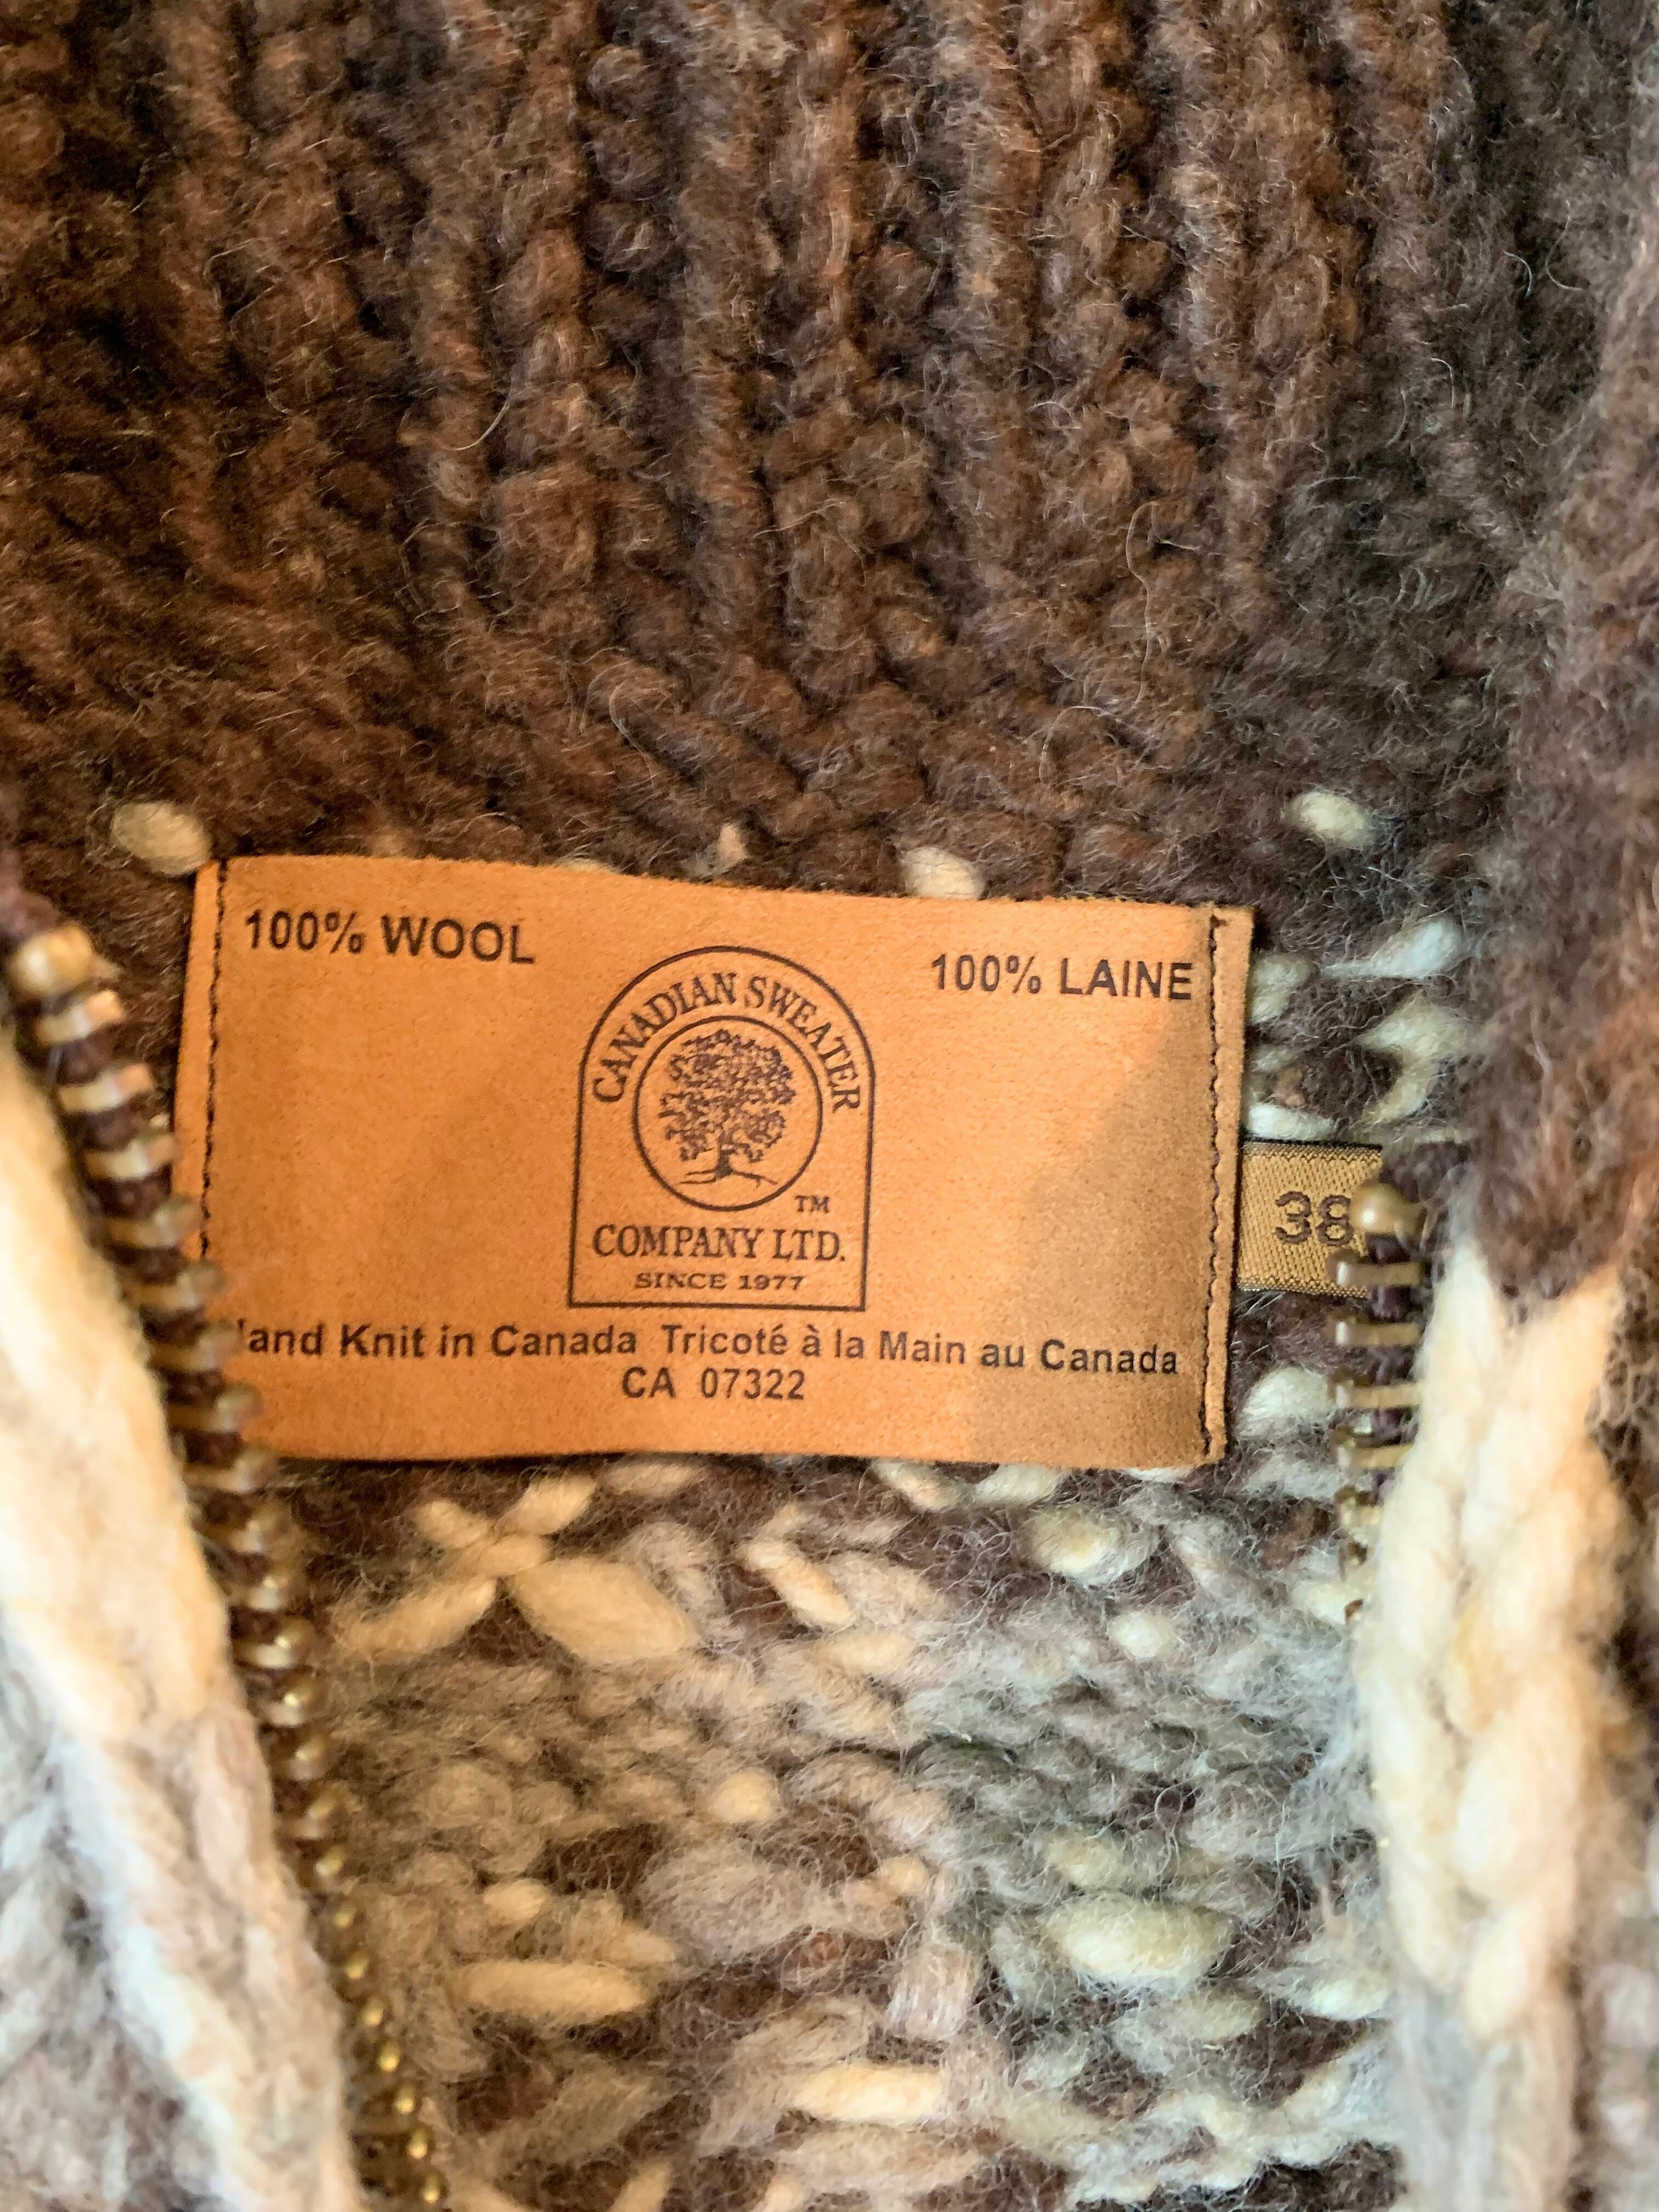 100% WOOL
100% LAINE
CANADIAN SWEATER
TM
COMPANY LTD.
SINCE 1977
38
and Knit in Canada Tricoté à la Main au Canada
CA 07322